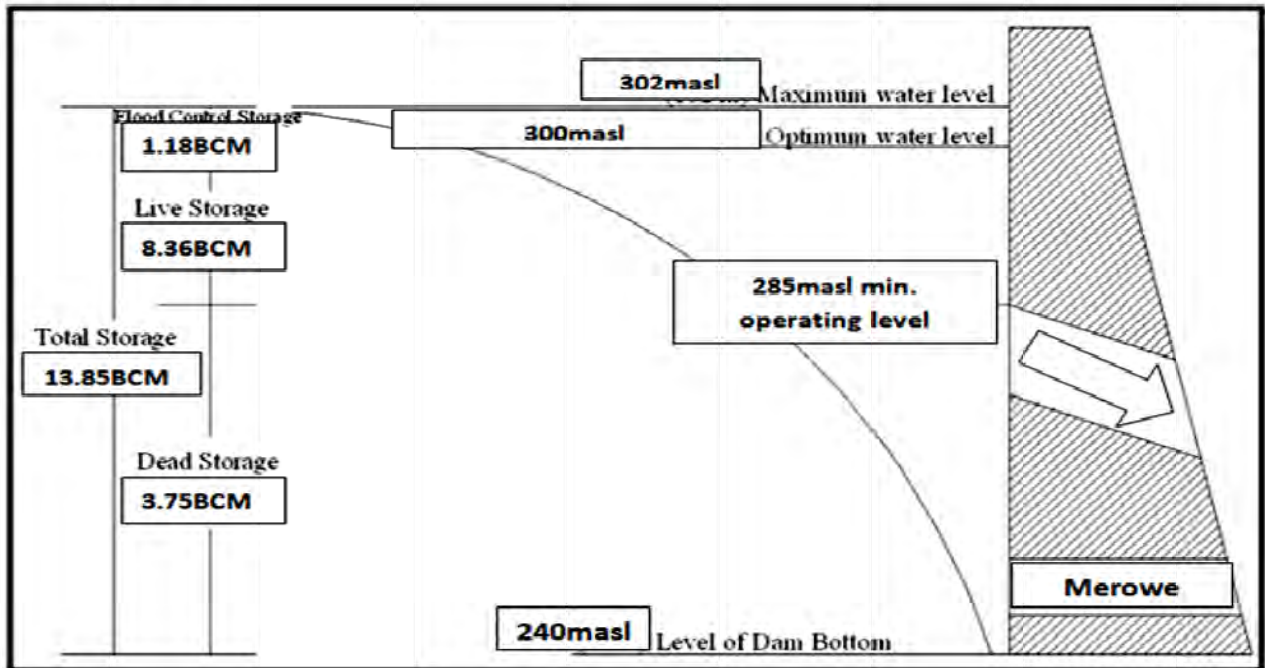 302masl
Maximum water level
Flood Control Storage
300masl
Optimum water level
1.18BCM
Live Storage
8.36BCM
285masl min.
operating level
Total Storage
13.85BCM
Dead Storage
3.75BCM
Merowe
240masl
Level of Dam Bottom